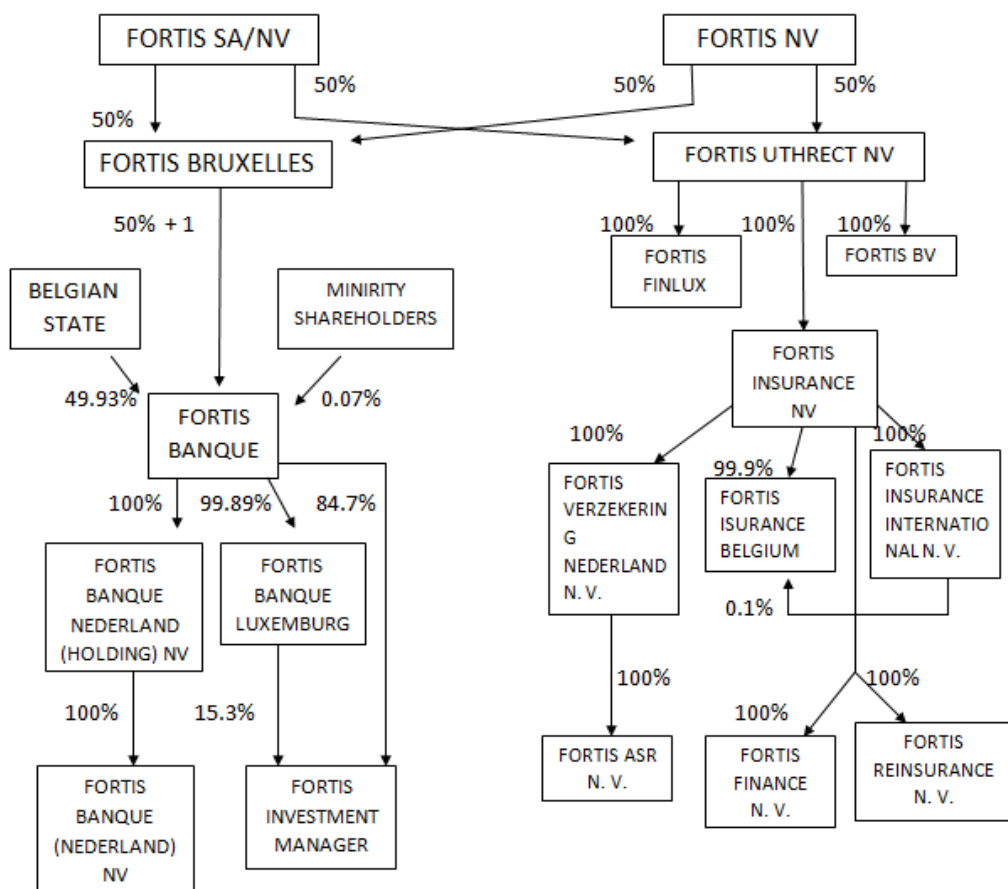 FORTIS SA/NV
FORTIS NV
50%
50%
50%
50%
FORTIS BRUXELLES
FORTIS UTHRECT NV
50% + 1
100%
100%
100%
FORTIS
FINLUX
FORTIS BV
BELGIAN
STATE
MINIRITY
SHAREHOLDERS
49.93%
0.07%
FORTIS
BANQUE
FORTIS
INSURANCE
NV
100%
99.89%
84.7%
100%
99.9%
100%
FORTIS
VERZEKERIN
G
NEDERLAND
N. V.
FORTIS
ISURANCE
BELGIUM
FORTIS
INSURANCE
INTERNATIO
NAL N. V.
0.1%
FORTIS
BANQUE
NEDERLAND
(HOLDING) NV
FORTIS
BANQUE
LUXEMBURG
100%
15.3%
100%
100%
100%
FORTIS
BANQUE
(NEDERLAND)
NV
FORTIS
INVESTMENT
MANAGER
FORTIS ASR
N. V.
FORTIS
FINANCE
N. V.
FORTIS
REINSURANCE
N. V.